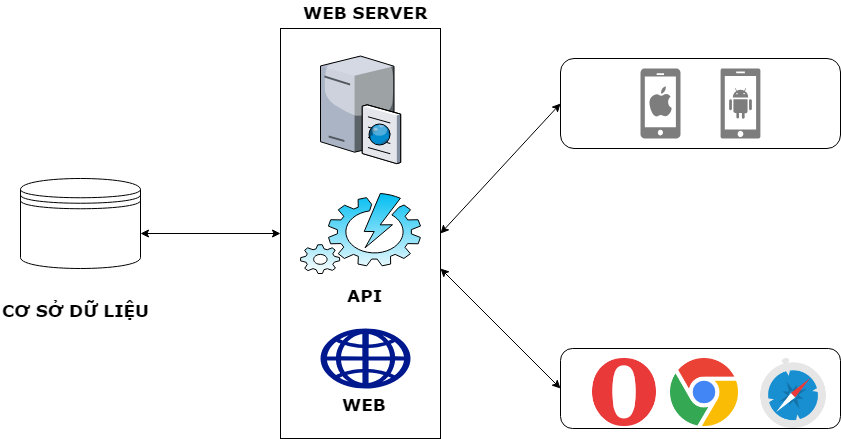 WEB SERVER
API
CƠ SỞ DỮ LIỆU
WEB